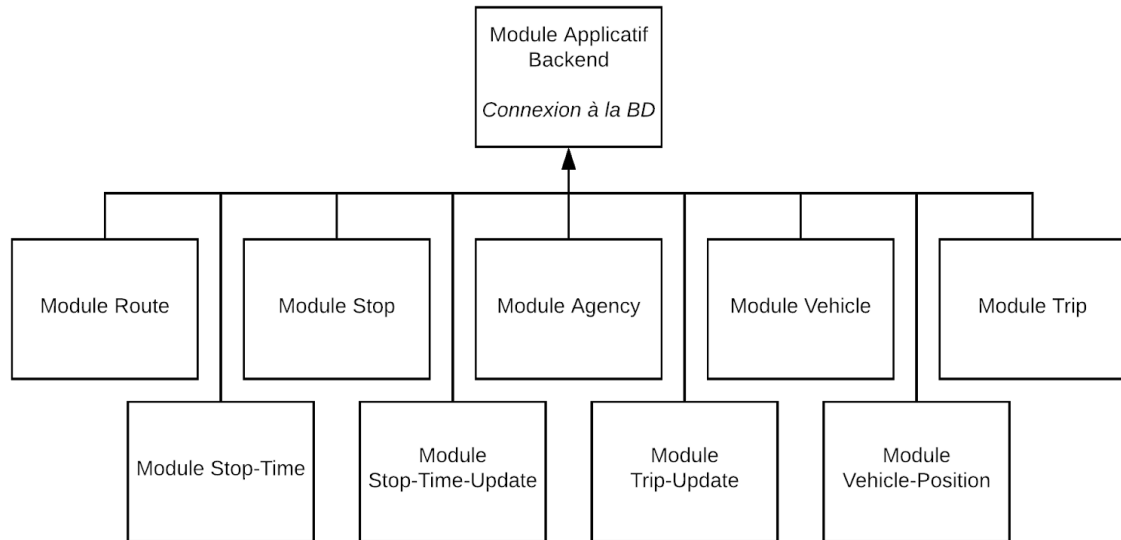 Module Applicatif
Backend
Connexion à la BD
Module Route
Module Stop
Module Agency
Module Vehicle
Module Trip
Module Stop-Time
Module
Stop-Time-Update
Module
Trip-Update
Module
Vehicle-Position